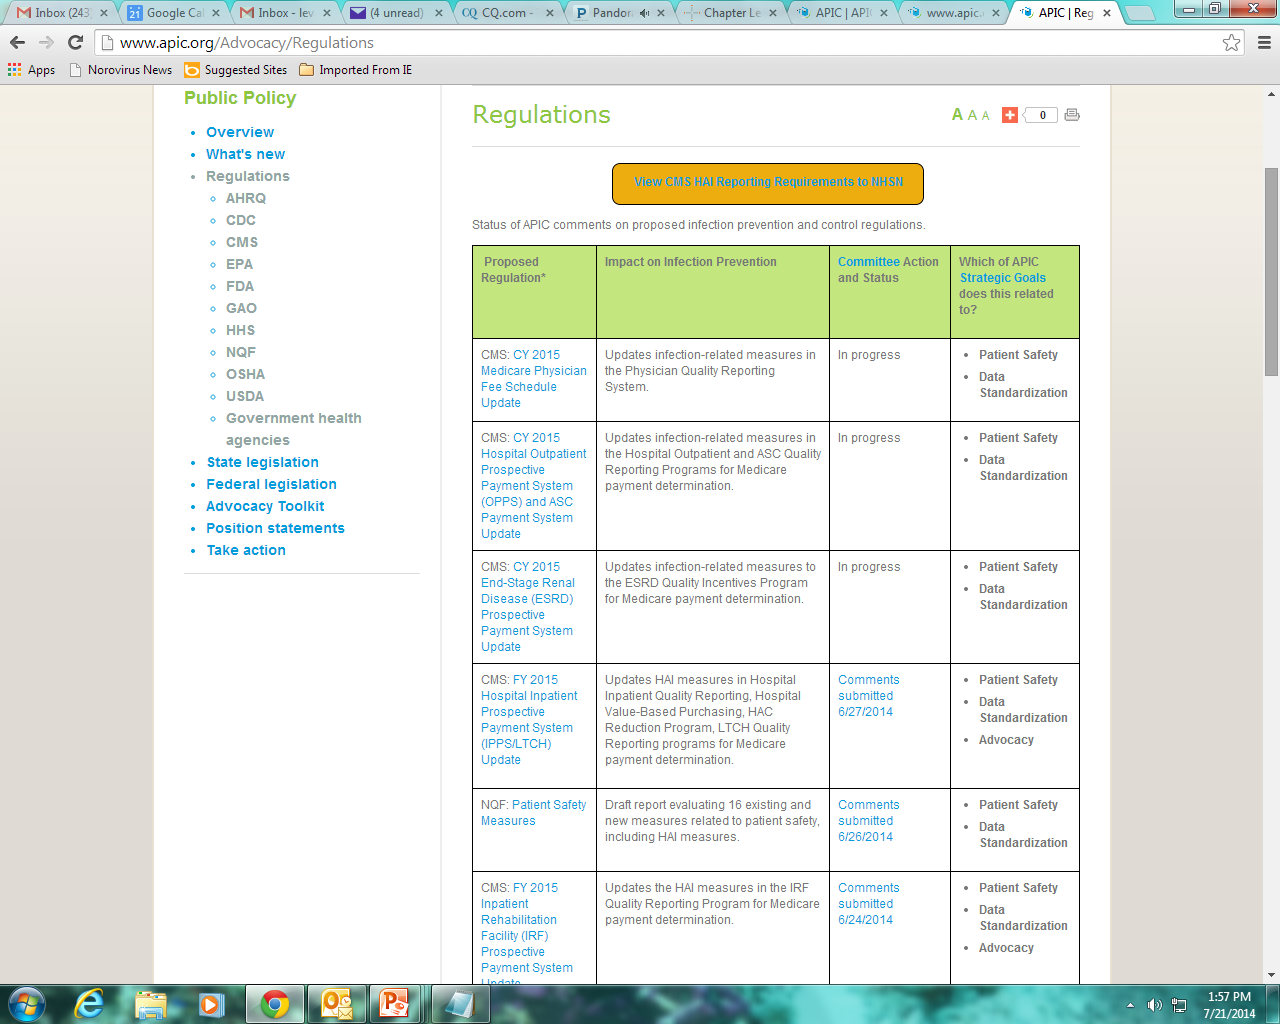 Inbox (243)
Google Cal
Inbox - lev
(4 unread)
CQ CQ.com -
Pandor
Chapter Le
APIC | API
www.apic.
APIC | Reg
www.apic.org/Advocacy/Regulations
Apps
Norovirus News
Suggested Sites
Imported From IE
Public Policy
Overview
What's new
Regulations
AHRQ
CDC
CMS
EPA
FDA
GAO
HHS
NQF
OSHA
USDA
Government health
agencies
State legislation
Federal legislation
Advocacy Toolkit
Position statements
Take action
Regulations
A A A
0
View CMS HAI Reporting Requirements to NHSN
Status of APIC comments on proposed infection prevention and control regulations.
Proposed
Regulation*
Impact on Infection Prevention
Committee Action
and Status
Which of APIC
Strategic Goals
does this related
to?
CMS: CY 2015
Medicare Physician
Fee Schedule
Update
Updates infection-related measures in
the Physician Quality Reporting
System.
In progress
Patient Safety
Data
Standardization
CMS: CY 2015
Hospital Outpatient
Prospective
Payment System
(OPPS) and ASC
Payment System
Update
Updates infection-related measures in
the Hospital Outpatient and ASC Quality
Reporting Programs for Medicare
payment determination.
In progress
Patient Safety
Data
Standardization
CMS: CY 2015
End-Stage Renal
Disease (ESRD)
Prospective
Payment System
Update
Updates infection-related measures to
the ESRD Quality Incentives Program
for Medicare payment determination.
In progress
Patient Safety
Data
Standardization
CMS: FY 2015
Hospital Inpatient
Prospective
Payment System
(IPPS/LTCH)
Update
Updates HAI measures in Hospital
Inpatient Quality Reporting, Hospital
Value-Based Purchasing, HAC
Reduction Program, LTCH Quality
Reporting programs for Medicare
payment determination.
Comments
submitted
6/27/2014
Patient Safety
Data
Standardization
Advocacy
NQF: Patient Safety
Measures
Draft report evaluating 16 existing and
new measures related to patient safety,
including HAI measures.
Comments
submitted
6/26/2014
Patient Safety
Data
Standardization
CMS: FY 2015
Inpatient
Rehabilitation
Facility (IRF)
Prospective
Payment System
Update
Updates the HAI measures in the IRF
Quality Reporting Program for Medicare
payment determination.
Comments
submitted
6/24/2014
Patient Safety
Data
Standardization
Advocacy
1:57 PM
7/21/2014